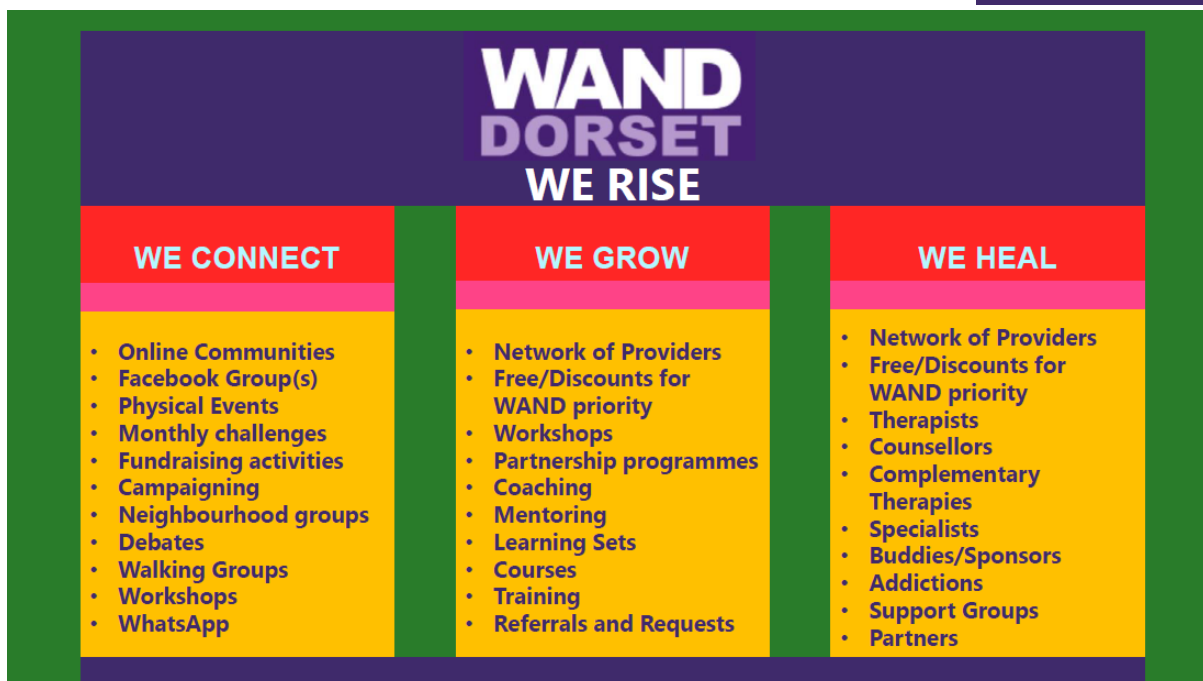 WAND
DORSET
WE RISE
WE CONNECT
• Online Communities
• Facebook Group(s)
• Physical Events
• Monthly challenges
• Fundraising activities
• Campaigning
• Neighbourhood groups
• Debates
• Walking Groups
• Workshops
• WhatsApp
WE GROW
• Network of Providers
• Free/Discounts for
WAND priority
• Workshops
• Partnership programmes
• Coaching
• Mentoring
• Learning Sets
• Courses
• Training
• Referrals and Requests
WE HEAL
• Network of Providers
• Free/Discounts for
WAND priority
• Therapists
• Counsellors
• Complementary
Therapies
• Specialists
• Buddies/Sponsors
• Addictions
• Support Groups
• Partners